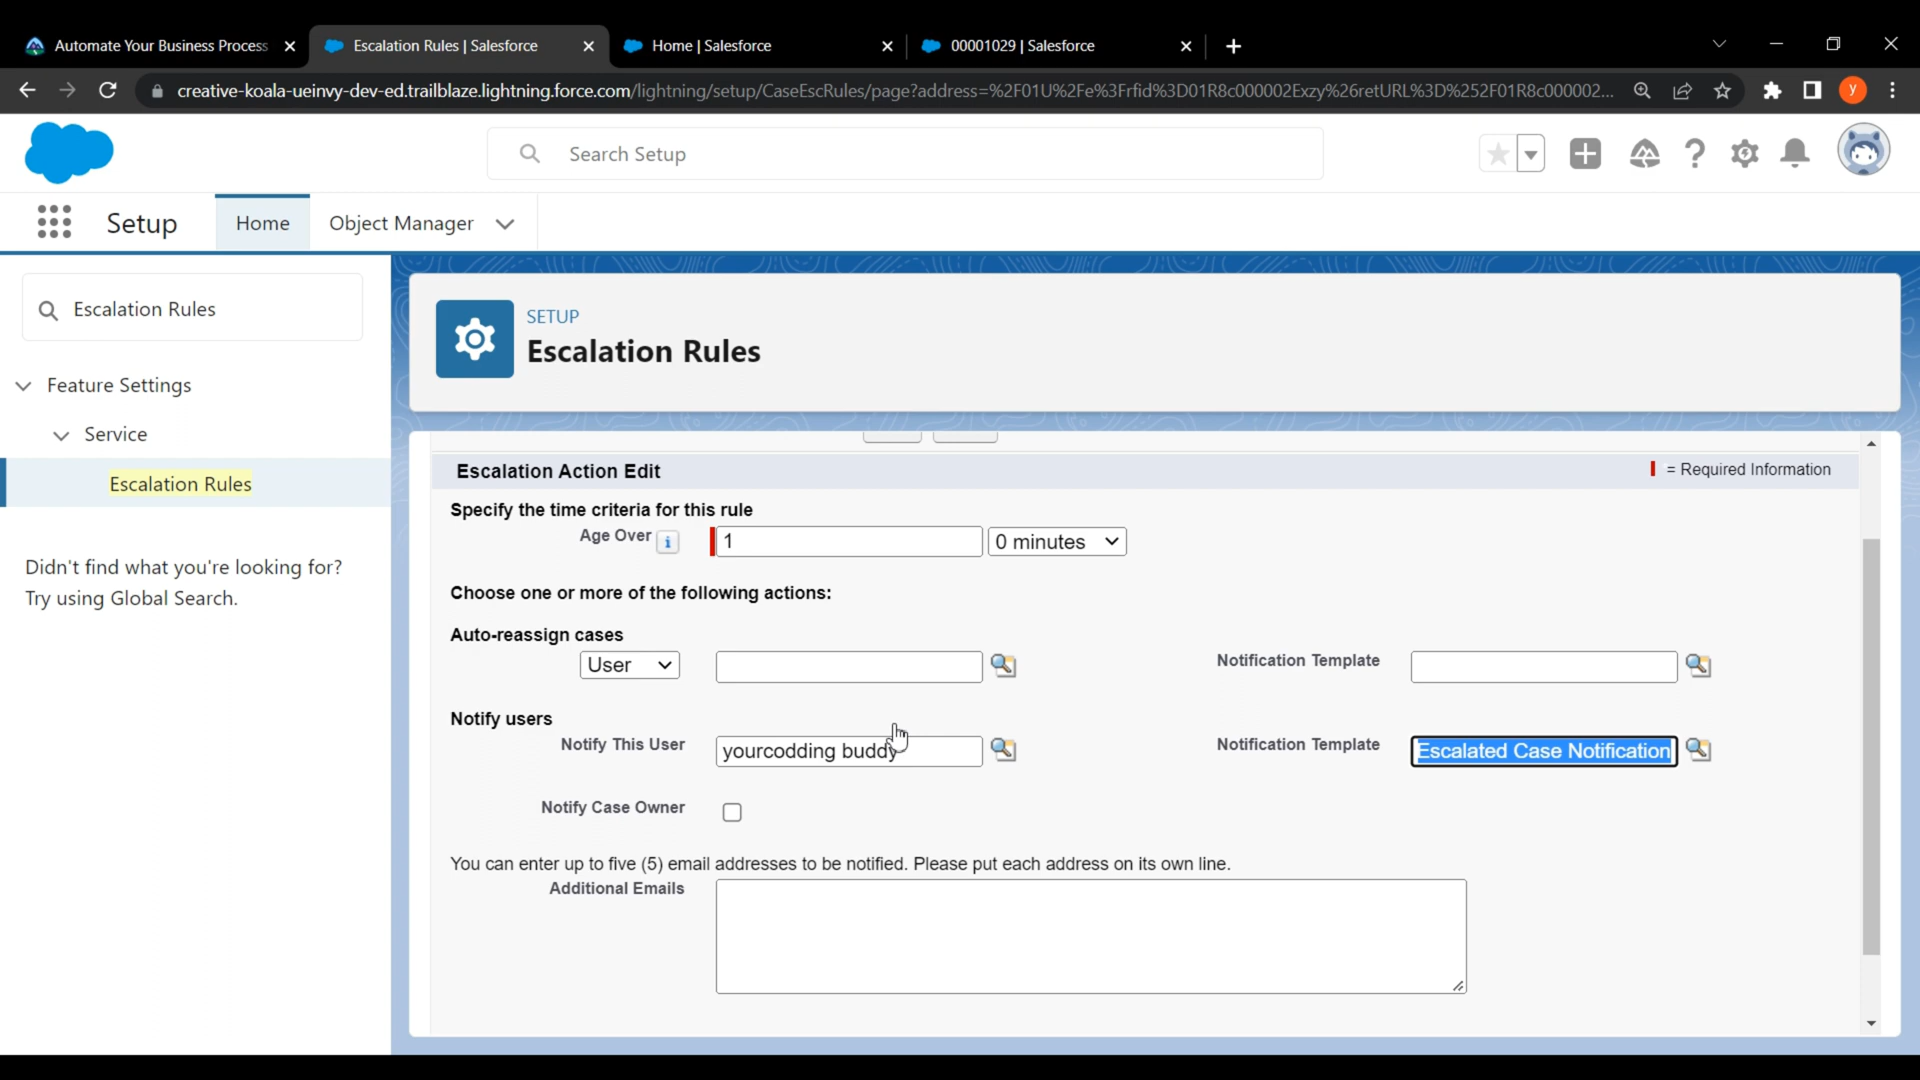 Automate Your Business Process
Escalation Rules | Salesforce
Home | Salesforce
00001029 | Salesforce
creative-koala-ueinvy-dev-ed.trailblaze.lightning.force.com/lightning/setup/CaseEscRules/page?address=%2F01U%2Fe%3Frfid%3D01R8c000002Exzy%26retURL%3D%252F01R8c000002...
y
Search Setup
Setup
Home
Object Manager
Escalation Rules
Feature Settings
Service
Escalation Rules
Didn't find what you're looking for?
Try using Global Search.
SETUP
Escalation Rules
Escalation Action Edit
= Required Information
Specify the time criteria for this rule
Age Over
i
1
0 minutes
Choose one or more of the following actions:
Auto-reassign cases
User
Notification Template
Notify users
Notify This User
yourcodding buddy
Notification Template
Escalated Case Notification
Notify Case Owner
You can enter up to five (5) email addresses to be notified. Please put each address on its own line.
Additional Emails